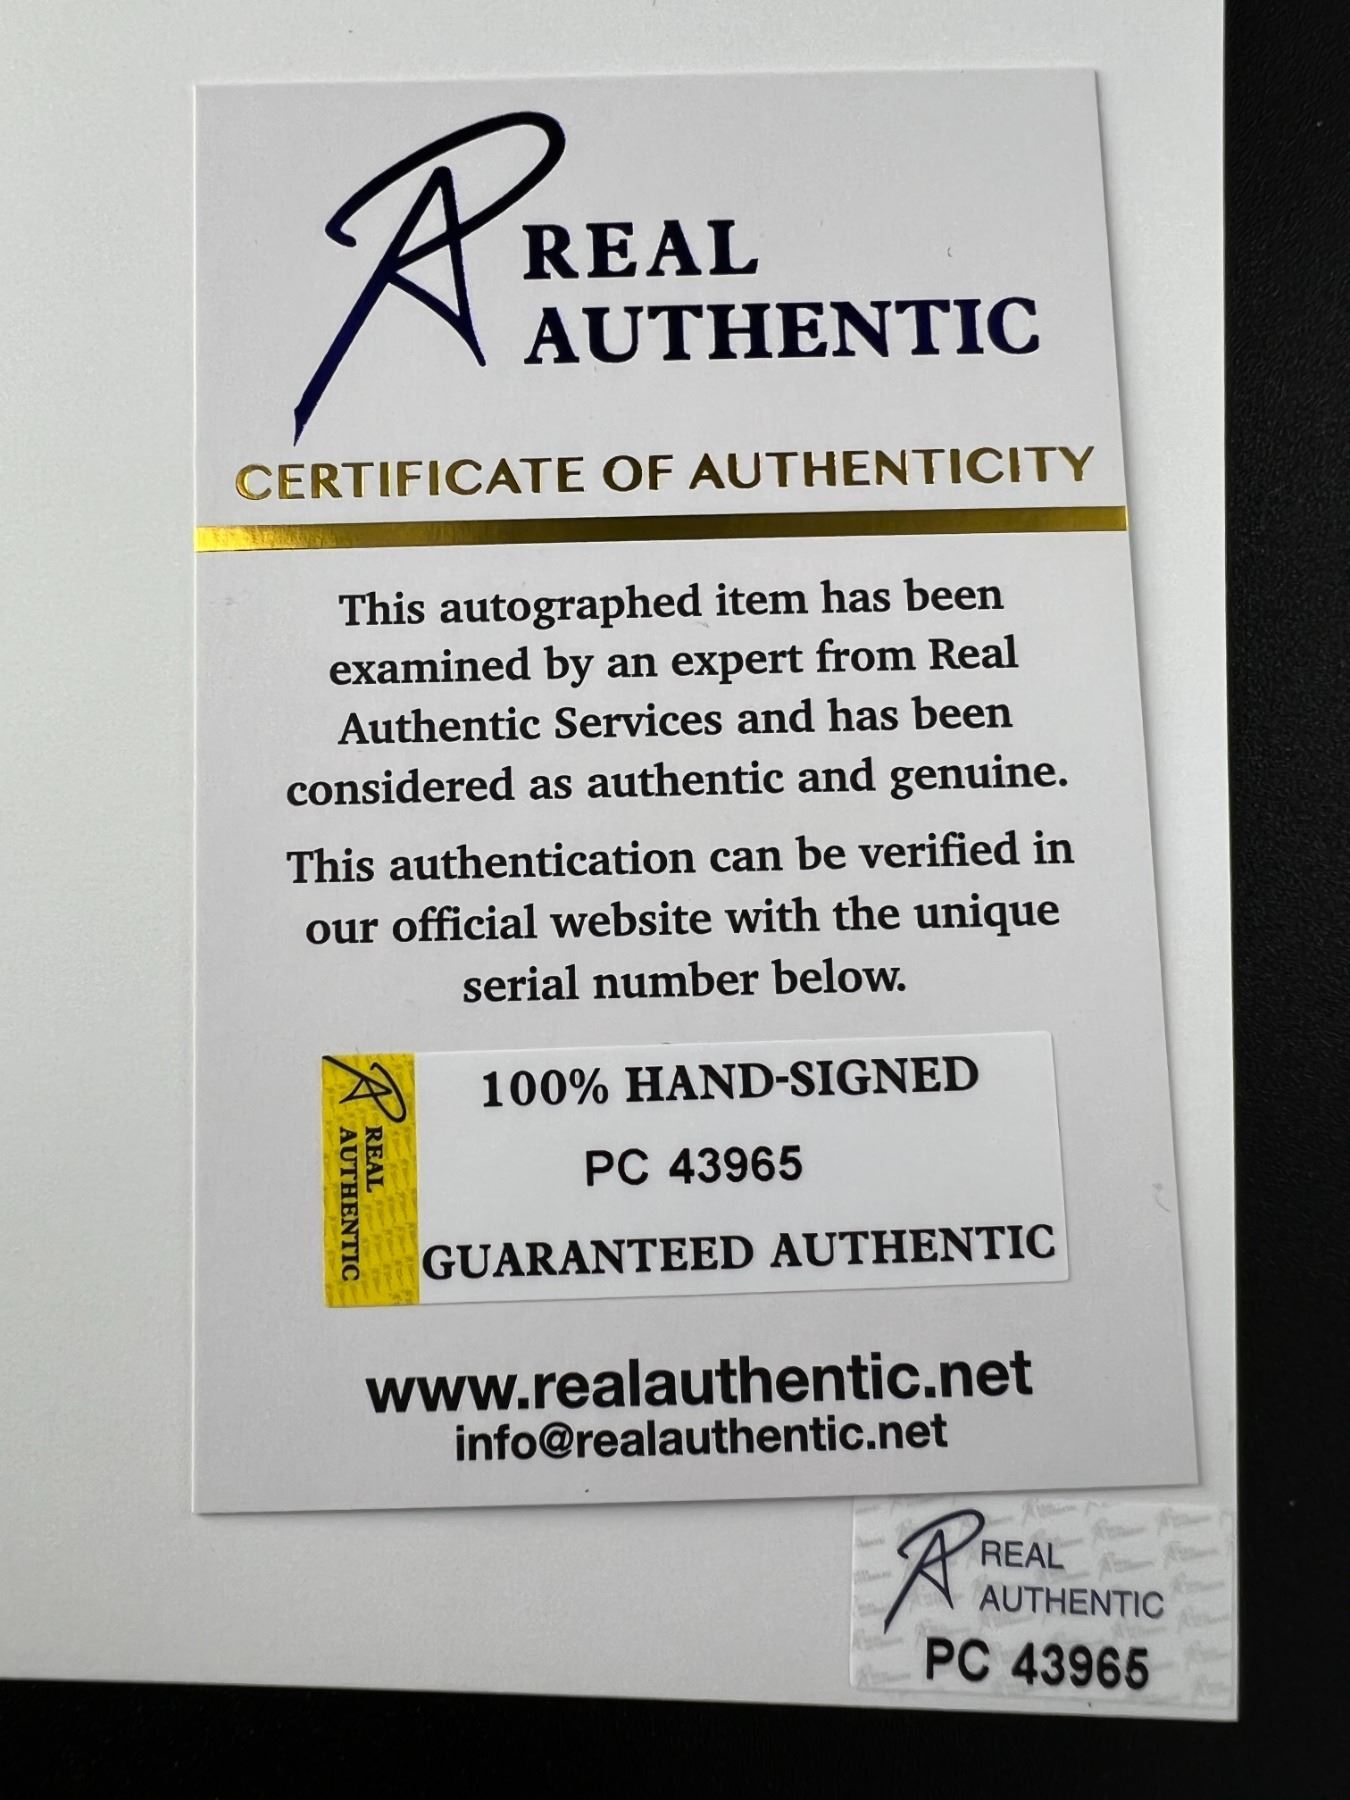 REAL
AUTHENTIC
CERTIFICATE OF AUTHENTICITY
This autographed item has been
examined by an expert from Real
Authentic Services and has been
considered as authentic and genuine.
This authentication can be verified in
our official website with the unique
serial number below.
REAL
AUTHENTIC
100% HAND-SIGNED
PC 43965
GUARANTEED AUTHENTIC
www.realauthentic.net
info@realauthentic.net
REAL
AUTHENTIC
PC 43965